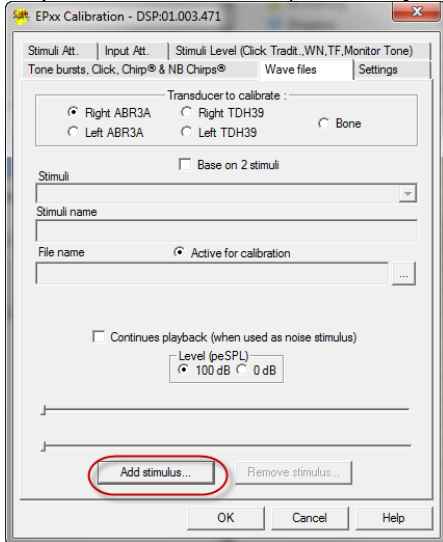 EPxx Calibration - DSP:01.003.471
Stimuli Att. Input Att. Stimuli Level (Click Tradit.,WN,TF,Monitor Tone)
Tone bursts, Click, Chirp® & NB Chirps® Wave files Settings
Transducer to calibrate :
Right ABR3A Right TDH39 Bone
Left ABR3A Left TDH39
Base on 2 stimuli
Stimuli
Stimuli name
File name Active for calibration
...
Continues playback (when used as noise stimulus)
Level (peSPL)
100 dB 0 dB
Add stimulus... Remove stimulus...
OK Cancel Help